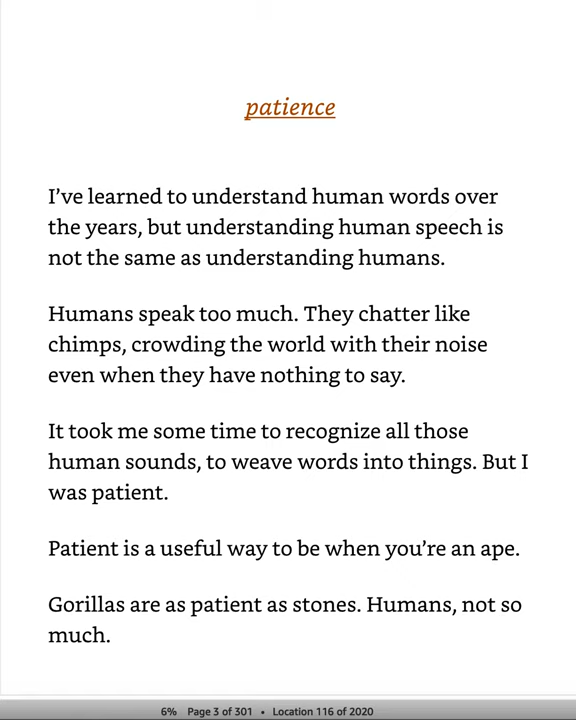 patience
I’ve learned to understand human words over
the years, but understanding human speech is
not the same as understanding humans.
Humans speak too much. They chatter like
chimps, crowding the world with their noise
even when they have nothing to say.
It took me some time to recognize all those
human sounds, to weave words into things. But I
was patient.
Patient is a useful way to be when you’re an ape.
Gorillas are as patient as stones. Humans, not so
much.
6% Page 3 of 301 • Location 116 of 2020